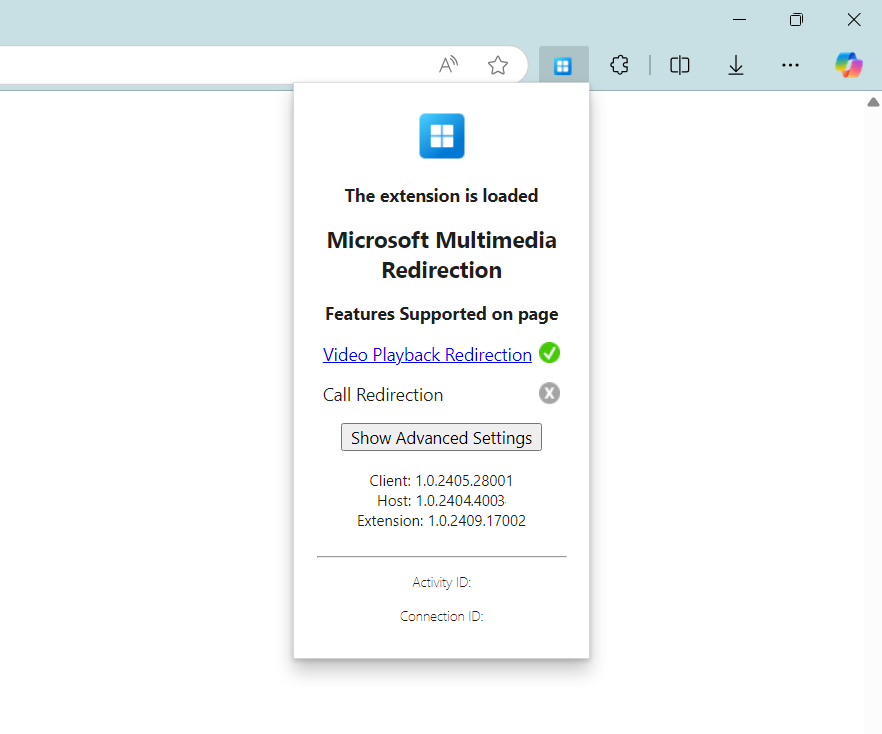 The extension is loaded
Microsoft Multimedia
Redirection
Features Supported on page
Video Playback Redirection
Call Redirection
Show Advanced Settings
Client: 1.0.2405.28001
Host: 1.0.2404.4003
Extension: 1.0.2409.17002
Activity ID:
Connection ID: